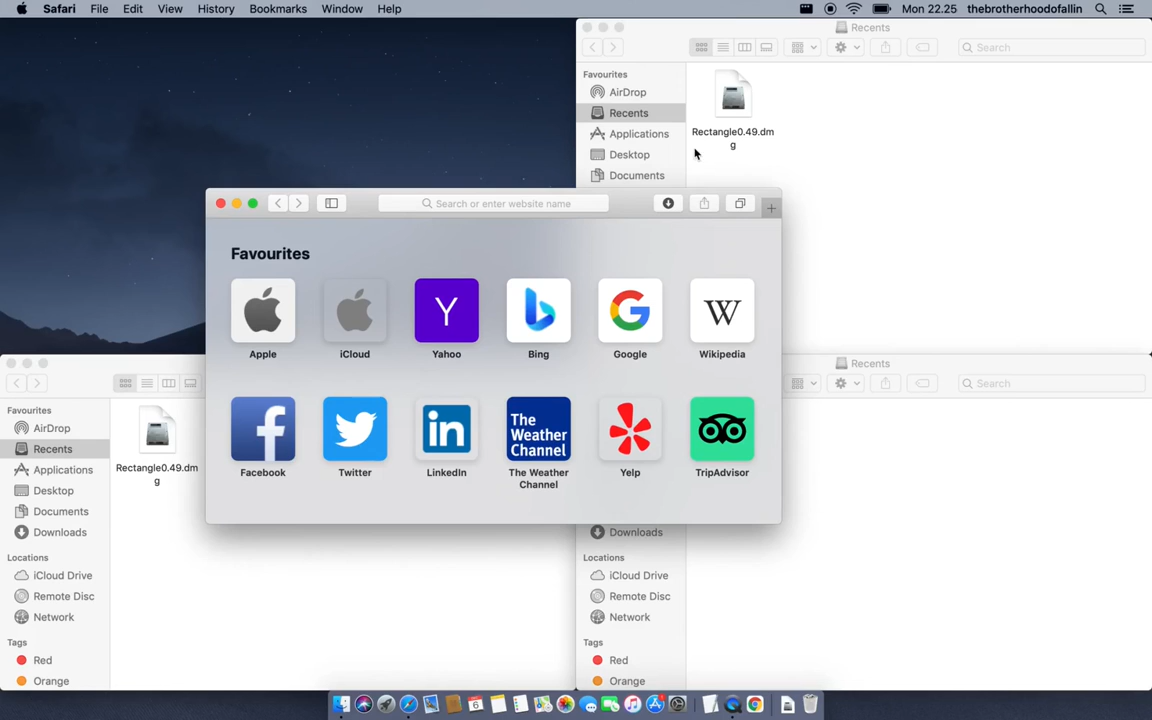 Safari File Edit View History Bookmarks Window Help Mon 22.25 thebrotherhoodofallin
Recents
Search
Favourites
AirDrop
Recents
Applications
Desktop
Documents
Rectangle0.49.dm
g
Search or enter website name
Favourites
Apple iCloud Yahoo Bing Google Wikipedia
The
Weather
Channel
Facebook Twitter LinkedIn The Weather
Channel Yelp TripAdvisor
Recents
Search
Favourites
AirDrop
Recents
Applications
Desktop
Documents
Downloads
Locations
iCloud Drive
Remote Disc
Network
Tags
Red
Orange
Rectangle0.49.dm
g
Downloads
Locations
iCloud Drive
Remote Disc
Network
Tags
Red
Orange